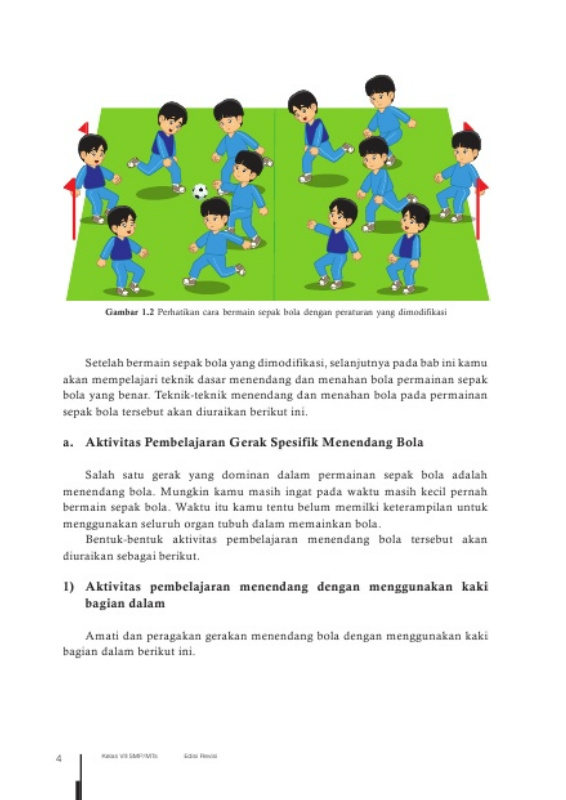 Gambar 1.2 Perhatikan cara bermain sepak bola dengan peraturan yang dimodifikasi
Setelah bermain sepak bola yang dimodifikasi, selanjutnya pada bab ini kamu
akan mempelajari teknik dasar menendang dan menahan bola permainan sepak
bola yang benar. Teknik-teknik menendang dan menahan bola pada permainan
sepak bola tersebut akan diuraikan berikut ini.
a. Aktivitas Pembelajaran Gerak Spesifik Menendang Bola
Salah satu gerak yang dominan dalam permainan sepak bola adalah
menendang bola. Mungkin kamu masih ingat pada waktu masih kecil pernah
bermain sepak bola. Waktu itu kamu tentu belum memilki keterampilan untuk
menggunakan seluruh organ tubuh dalam memainkan bola.
Bentuk-bentuk aktivitas pembelajaran menendang bola tersebut akan
diuraikan sebagai berikut.
1) Aktivitas pembelajaran menendang dengan menggunakan kaki
bagian dalam
Amati dan peragakan gerakan menendang bola dengan menggunakan kaki
bagian dalam berikut ini.
4 Kelas VII SMP/MTs Edisi Revisi